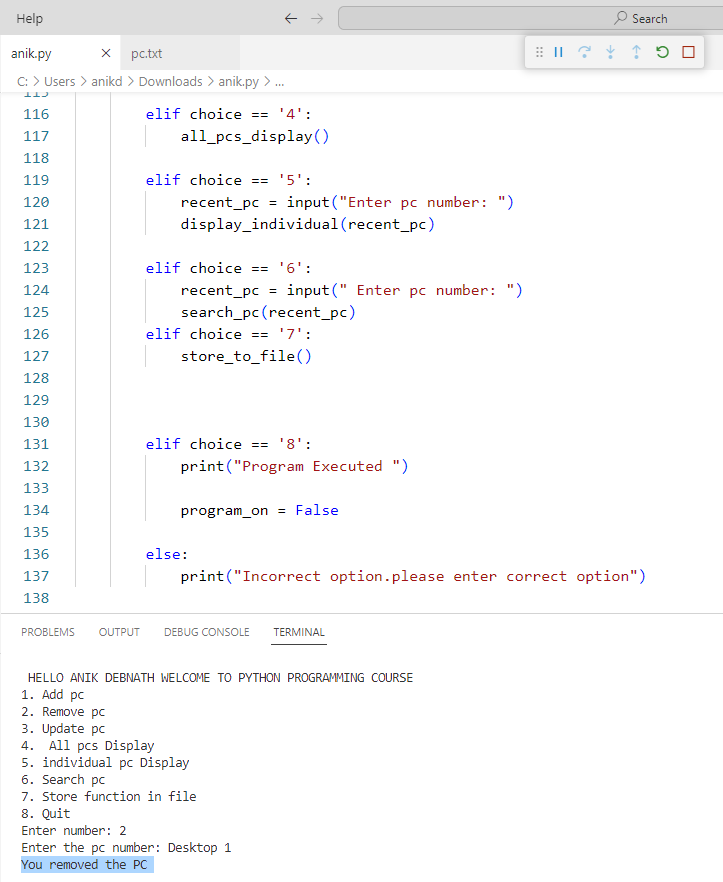 Help
Search
anik.py
pc.txt
C: > Users > anikd > Downloads > anik.py > ...
115
116 elif choice == '4':
117 all_pcs_display()
118
119 elif choice == '5':
120 recent_pc = input("Enter pc number: ")
121 display_individual(recent_pc)
122
123 elif choice == '6':
124 recent_pc = input(" Enter pc number: ")
125 search_pc(recent_pc)
126 elif choice == '7':
127 store_to_file()
128
129
130
131 elif choice == '8':
132 print("Program Executed ")
133
134 program_on = False
135
136 else:
137 print("Incorrect option.please enter correct option")
138
PROBLEMS OUTPUT DEBUG CONSOLE TERMINAL
HELLO ANIK DEBNATH WELCOME TO PYTHON PROGRAMMING COURSE
1. Add pc
2. Remove pc
3. Update pc
4.  All pcs Display
5. individual pc Display
6. Search pc
7. Store function in file
8. Quit
Enter number: 2
Enter the pc number: Desktop 1
You removed the PC